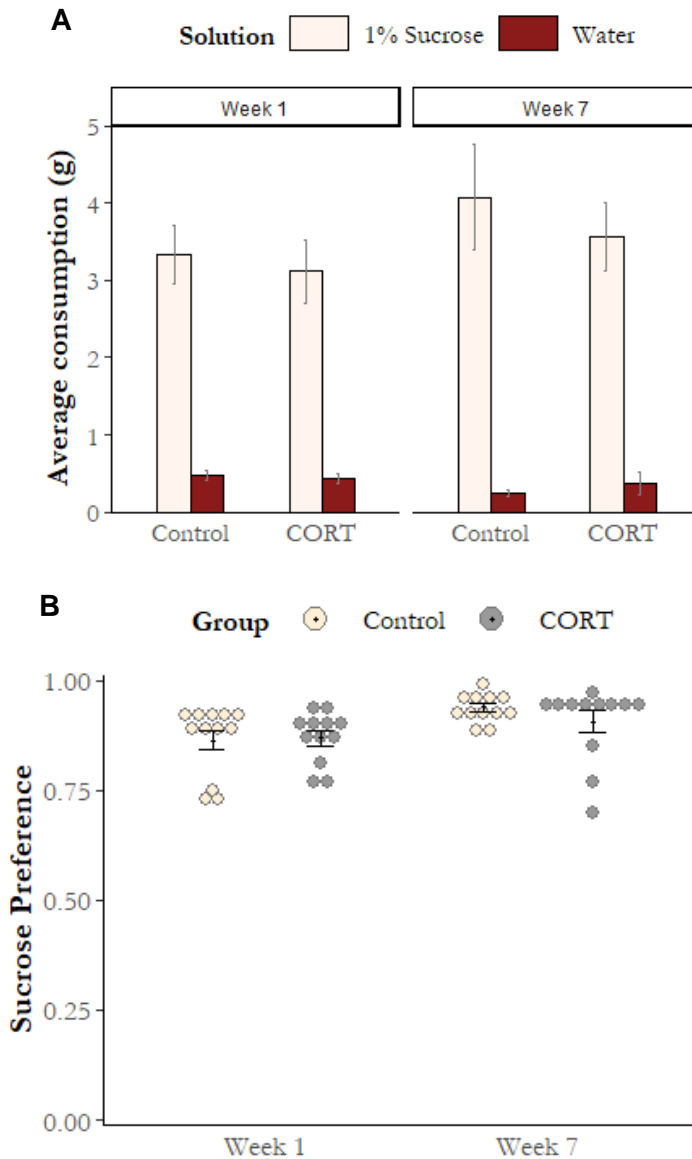 A
Solution 1% Sucrose Water
Week 1 Week 7
Average consumption (g)
5
4
3
2
1
0
Control CORT Control CORT
B
Group Control CORT
Sucrose Preference
1.00
0.75
0.50
0.25
0.00
Week 1 Week 7